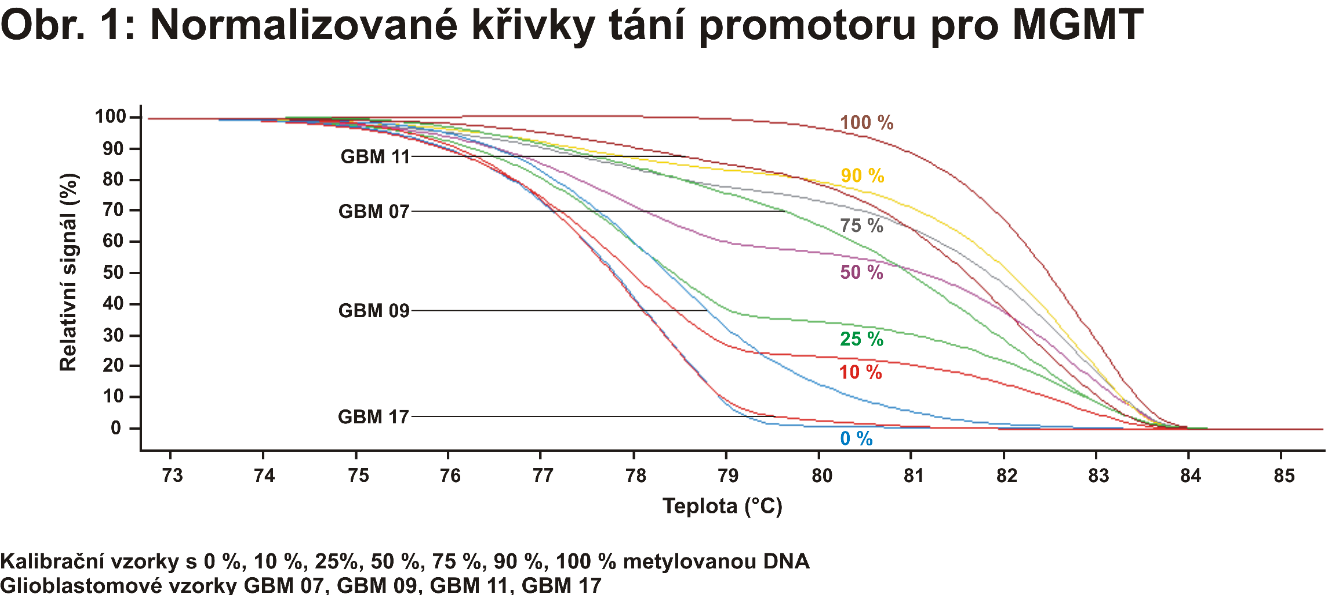 Obr. 1: Normalizované křivky tání promotoru pro MGMT
100
90
80
70
60
50
40
30
20
10
0
Relativní signál (%)
GBM 11
GBM 07
GBM 09
GBM 17
100 %
90 %
75 %
50 %
25 %
10 %
0 %
73 74 75 76 77 78 79 80 81 82 83 84 85
Teplota (°C)
Kalibrační vzorky s 0 %, 10 %, 25%, 50 %, 75 %, 90 %, 100 % metylovanou DNA
Glioblastomové vzorky GBM 07, GBM 09, GBM 11, GBM 17